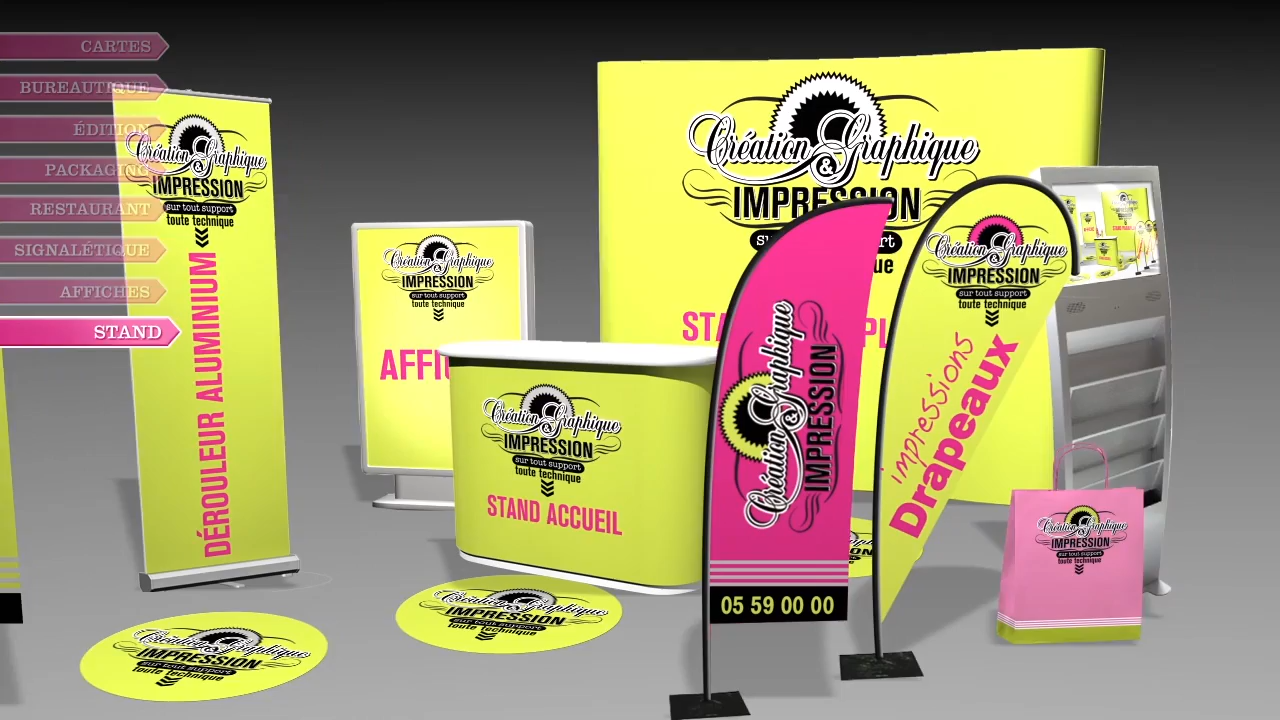 CARTES
BUREAUTIQUE
ÉDITION
PACKAGING
RESTAURANT
SIGNALÉTIQUE
AFFICHES
STAND
Création Graphique
&
IMPRESSION
sur tout support
toute technique
DÉROULEUR ALUMINIUM
Création Graphique
&
IMPRESSION
sur tout support
toute technique
AFFI
Création Graphique
&
IMPRESSION
sur tout support
toute technique
STAND ACCUEIL
Création Graphique
&
IMPRESSION
Création Graphique
&
IMPRESSION
05 59 00 00
Création Graphique
&
IMPRESSION
sur tout support
toute technique
impressions
Drapeaux
Création Graphique
&
IMPRESSION
sur tout support
toute technique
Création Graphique
&
IMPRESSION
sur tout support
toute technique
Création Graphique
&
IMPRESSION
sur tout support
toute technique